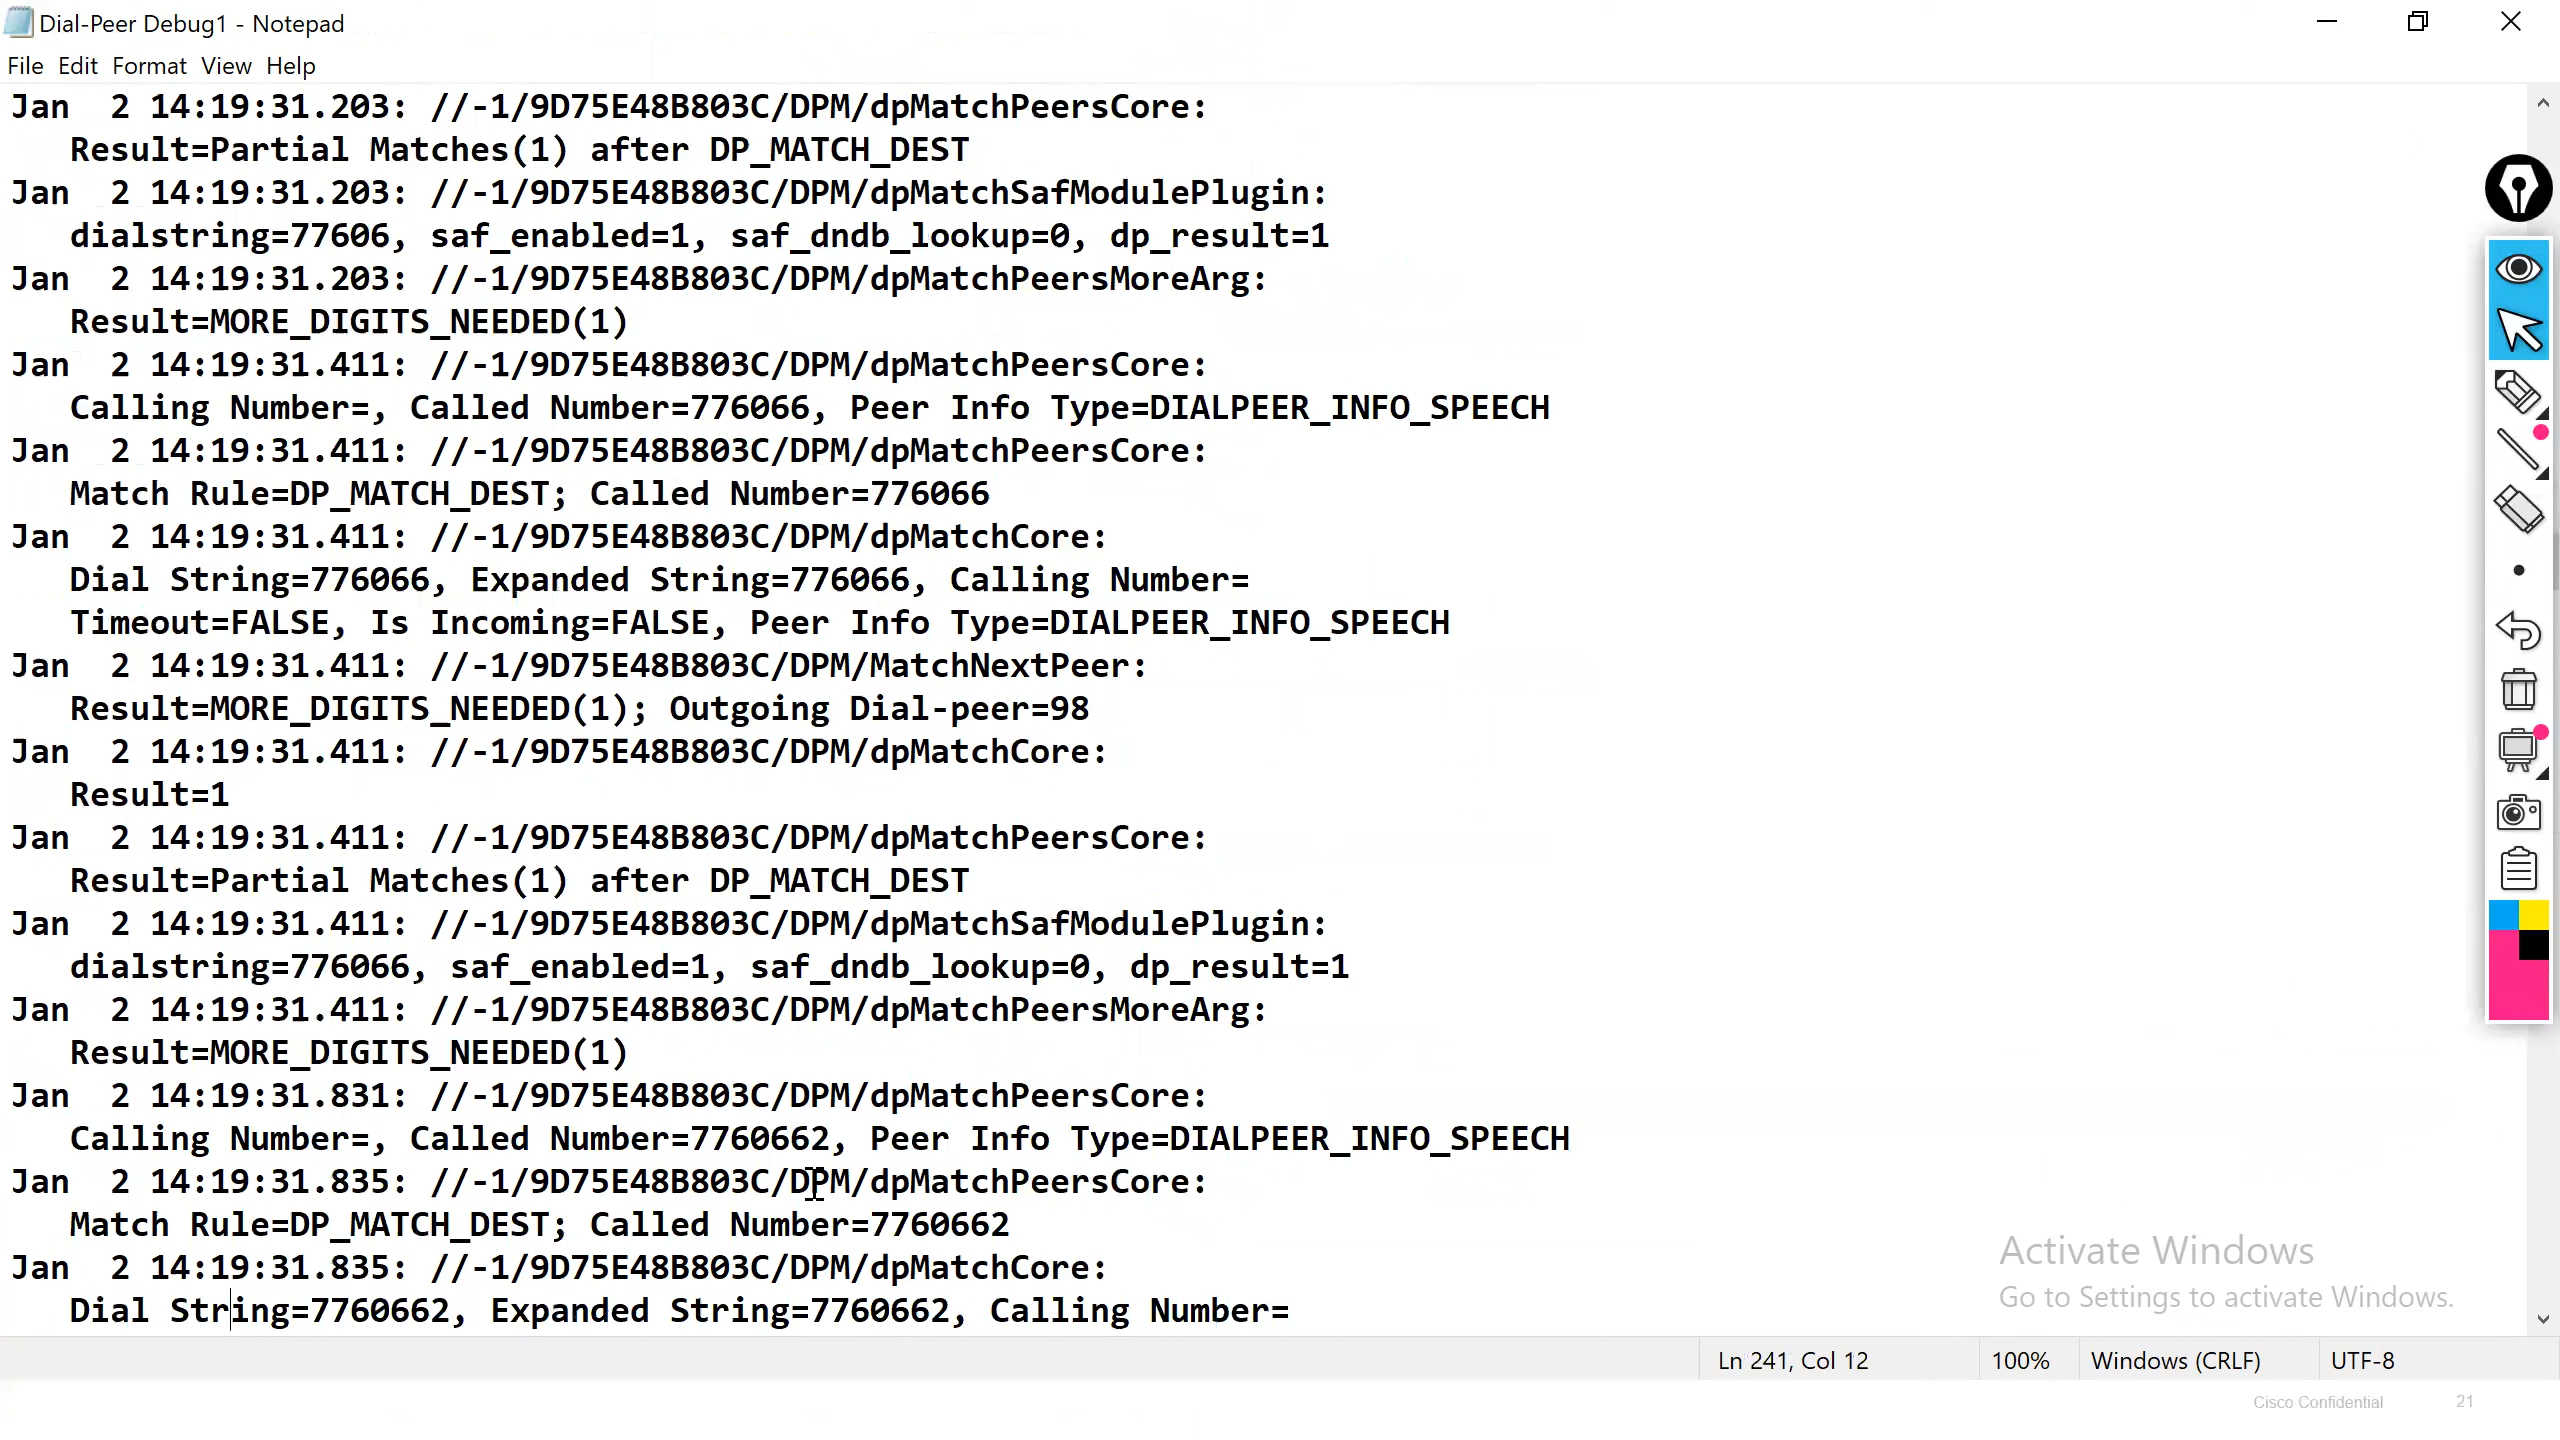 Dial-Peer Debug1 - Notepad
File Edit Format View Help
Jan  2 14:19:31.203: //-1/9D75E48B803C/DPM/dpMatchPeersCore:
   Result=Partial Matches(1) after DP_MATCH_DEST
Jan  2 14:19:31.203: //-1/9D75E48B803C/DPM/dpMatchSafModulePlugin:
   dialstring=77606, saf_enabled=1, saf_dndb_lookup=0, dp_result=1
Jan  2 14:19:31.203: //-1/9D75E48B803C/DPM/dpMatchPeersMoreArg:
   Result=MORE_DIGITS_NEEDED(1)
Jan  2 14:19:31.411: //-1/9D75E48B803C/DPM/dpMatchPeersCore:
   Calling Number=, Called Number=776066, Peer Info Type=DIALPEER_INFO_SPEECH
Jan  2 14:19:31.411: //-1/9D75E48B803C/DPM/dpMatchPeersCore:
   Match Rule=DP_MATCH_DEST; Called Number=776066
Jan  2 14:19:31.411: //-1/9D75E48B803C/DPM/dpMatchCore:
   Dial String=776066, Expanded String=776066, Calling Number=
   Timeout=FALSE, Is Incoming=FALSE, Peer Info Type=DIALPEER_INFO_SPEECH
Jan  2 14:19:31.411: //-1/9D75E48B803C/DPM/MatchNextPeer:
   Result=MORE_DIGITS_NEEDED(1); Outgoing Dial-peer=98
Jan  2 14:19:31.411: //-1/9D75E48B803C/DPM/dpMatchCore:
   Result=1
Jan  2 14:19:31.411: //-1/9D75E48B803C/DPM/dpMatchPeersCore:
   Result=Partial Matches(1) after DP_MATCH_DEST
Jan  2 14:19:31.411: //-1/9D75E48B803C/DPM/dpMatchSafModulePlugin:
   dialstring=776066, saf_enabled=1, saf_dndb_lookup=0, dp_result=1
Jan  2 14:19:31.411: //-1/9D75E48B803C/DPM/dpMatchPeersMoreArg:
   Result=MORE_DIGITS_NEEDED(1)
Jan  2 14:19:31.831: //-1/9D75E48B803C/DPM/dpMatchPeersCore:
   Calling Number=, Called Number=7760662, Peer Info Type=DIALPEER_INFO_SPEECH
Jan  2 14:19:31.835: //-1/9D75E48B803C/DPM/dpMatchPeersCore:
   Match Rule=DP_MATCH_DEST; Called Number=7760662
Jan  2 14:19:31.835: //-1/9D75E48B803C/DPM/dpMatchCore:
   Dial String=7760662, Expanded String=7760662, Calling Number=
Activate Windows
Go to Settings to activate Windows.
Ln 241, Col 12 100% Windows (CRLF) UTF-8
Cisco Confidential 21